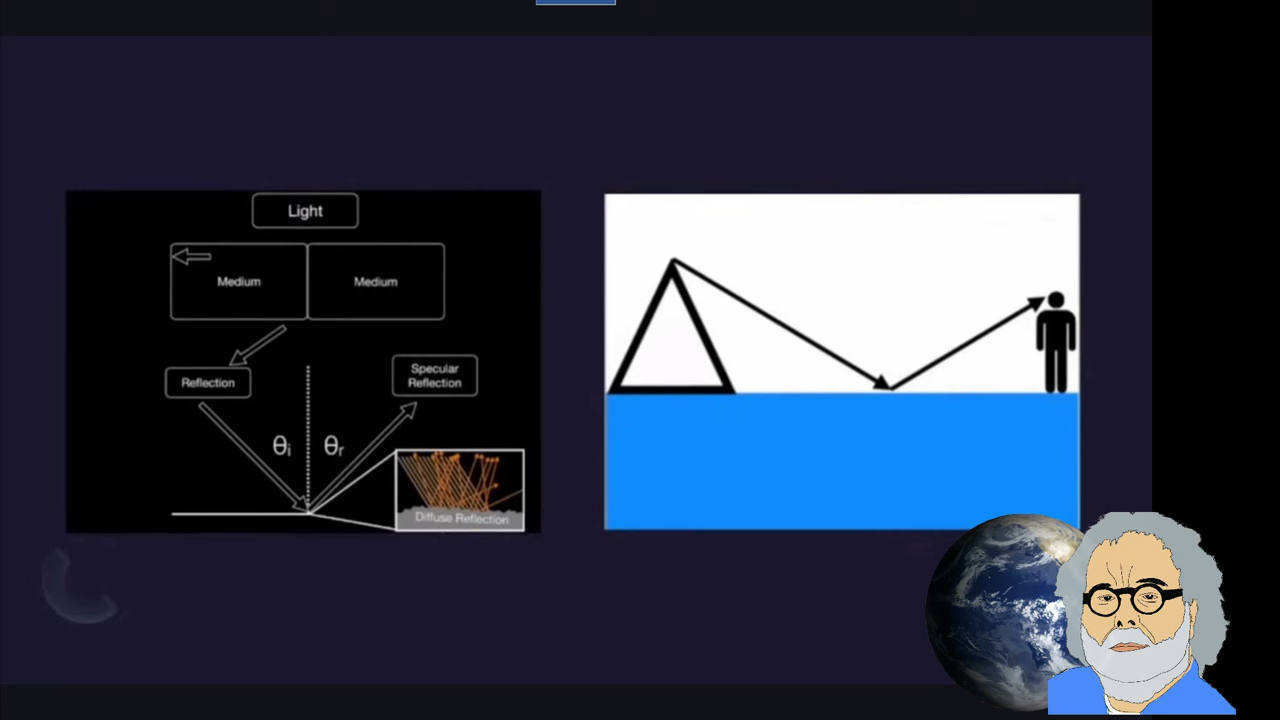 Light
Medium
Medium
Reflection
Specular
Reflection
θi
θr
Diffuse Reflection